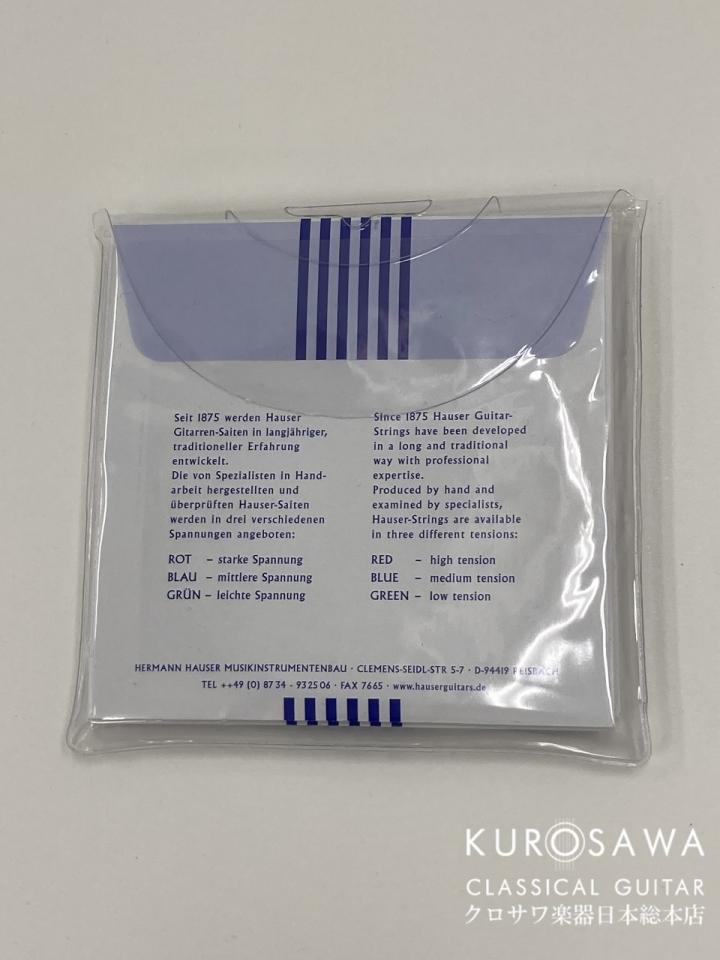 Seit 1875 werden Hauser
Gitarren-Saiten in langjähriger,
traditioneller Erfahrung
entwickelt.
Die von Spezialisten in Hand-
arbeit hergestellten und
überprüften Hauser-Saiten
werden in drei verschiedenen
Spannungen angeboten:
ROT – starke Spannung
BLAU – mittlere Spannung
GRÜN – leichte Spannung
Since 1875 Hauser Guitar-
Strings have been developed
in a long and traditional
way with professional
expertise.
Produced by hand and
examined by specialists,
Hauser-Strings are available
in three different tensions:
RED – high tension
BLUE – medium tension
GREEN – low tension
HERMANN HAUSER MUSIKINSTRUMENTENBAU · CLEMENS-SEIDL-STR 5-7 · D-94419 REISBACH
TEL ++49 (0) 87 34 - 93 25 06 · FAX 7665 · www.hauserguitars.de
KUROSAWA
CLASSICAL GUITAR
クロサワ楽器日本総本店